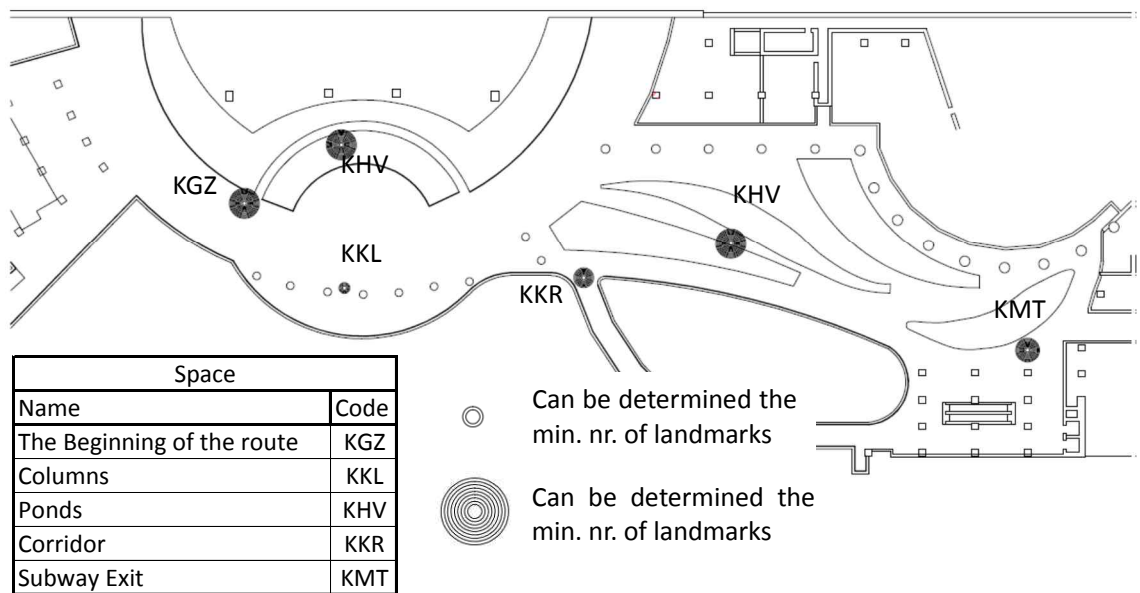 KHV
KGZ
KHV
KKL
KKR
KMT
Space
Name Code
The Beginning of the route KGZ
Columns KKL
Ponds KHV
Corridor KKR
Subway Exit KMT
Can be determined the
min. nr. of landmarks
Can be determined the
min. nr. of landmarks